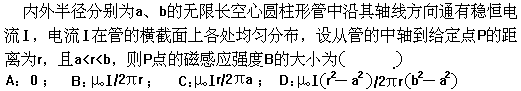 内外半径分别为a、b的无限长空心圆柱形管中沿其轴线方向通有稳恒电
流I，电流I在管的横截面上各处均匀分布，设从管的中轴到给定点P的距
离为r，且a<r<b，则P点的磁感应强度B的大小为(          )
A：0； B：μₒI/2πr； C：μₒIr/2πa； D：μₒI(r²－a²)/2πr(b²－a²)